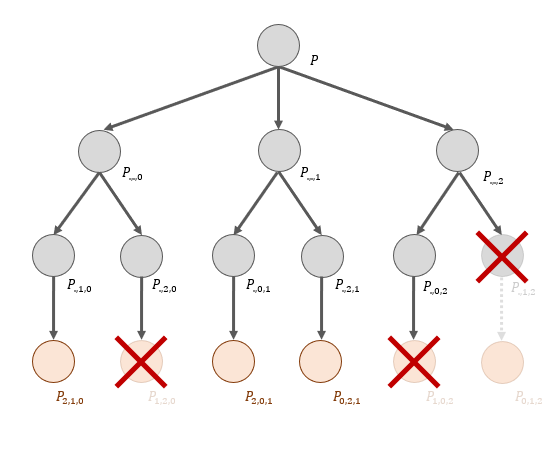 P
P_{-,-,0}
P_{-,-,1}
P_{-,-,2}
P_{-,1,0}
P_{-,2,0}
P_{-,0,1}
P_{-,2,1}
P_{-,0,2}
P_{-,1,2}
P_{2,1,0}
P_{1,2,0}
P_{2,0,1}
P_{0,2,1}
P_{1,0,2}
P_{0,1,2}